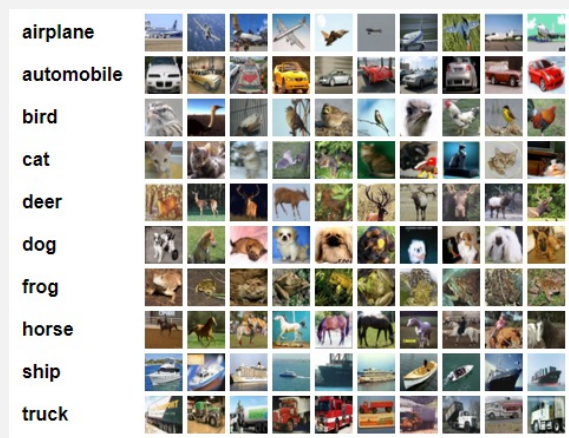 airplane
automobile
bird
cat
deer
dog
frog
horse
ship
truck